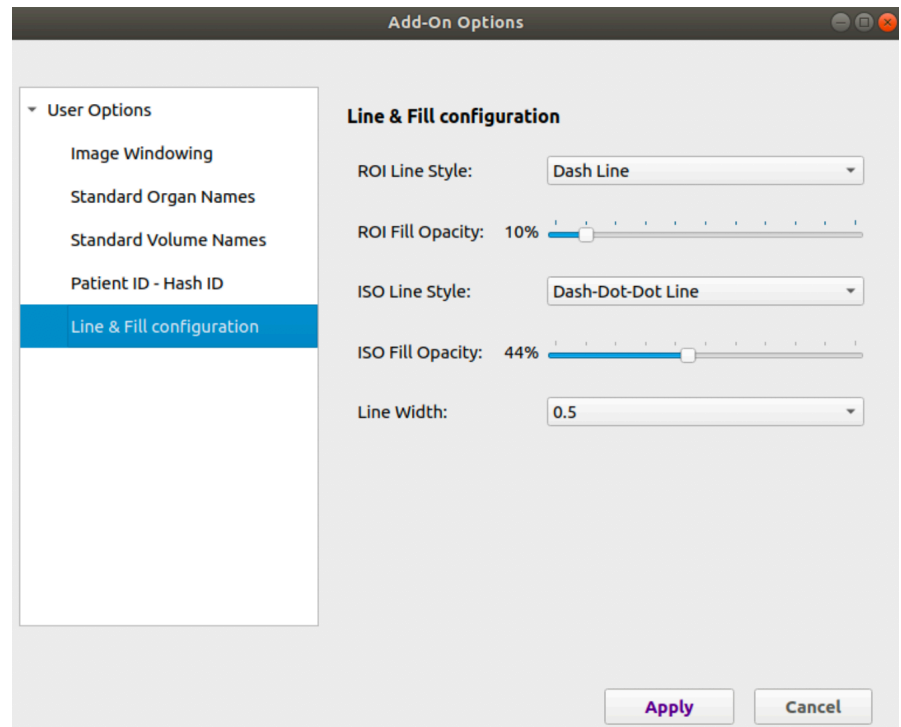 Add-On Options
User Options
Image Windowing
Standard Organ Names
Standard Volume Names
Patient ID - Hash ID
Line & Fill configuration
Line & Fill configuration
ROI Line Style: Dash Line
ROI Fill Opacity: 10%
ISO Line Style: Dash-Dot-Dot Line
ISO Fill Opacity: 44%
Line Width: 0.5
Apply Cancel